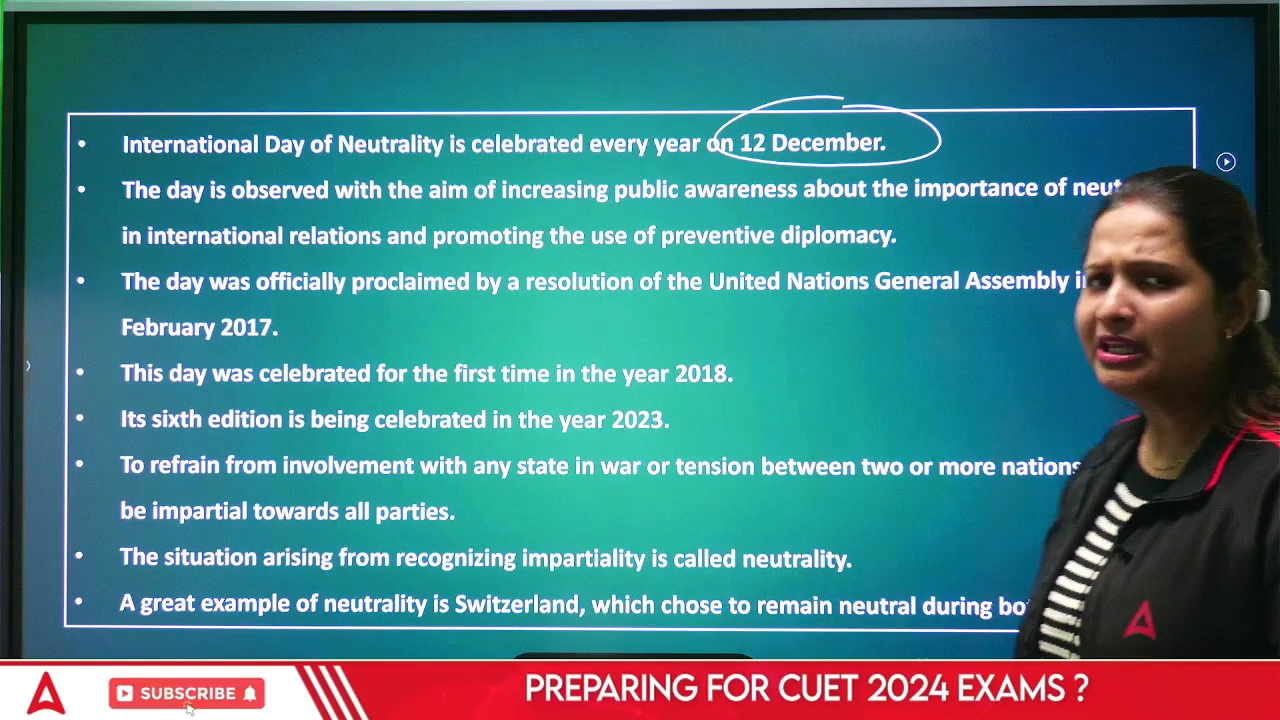 • International Day of Neutrality is celebrated every year on 12 December.
• The day is observed with the aim of increasing public awareness about the importance of
in international relations and promoting the use of preventive diplomacy.
• The day was officially proclaimed by a resolution of the United Nations General Assembly
February 2017.
• This day was celebrated for the first time in the year 2018.
• Its sixth edition is being celebrated in the year 2023.
• To refrain from involvement with any state in war or tension between two or more nations
be impartial towards all parties.
• The situation arising from recognizing impartiality is called neutrality.
• A great example of neutrality is Switzerland, which chose to remain neutral during
SUBSCRIBE
PREPARING FOR CUET 2024 EXAMS ?